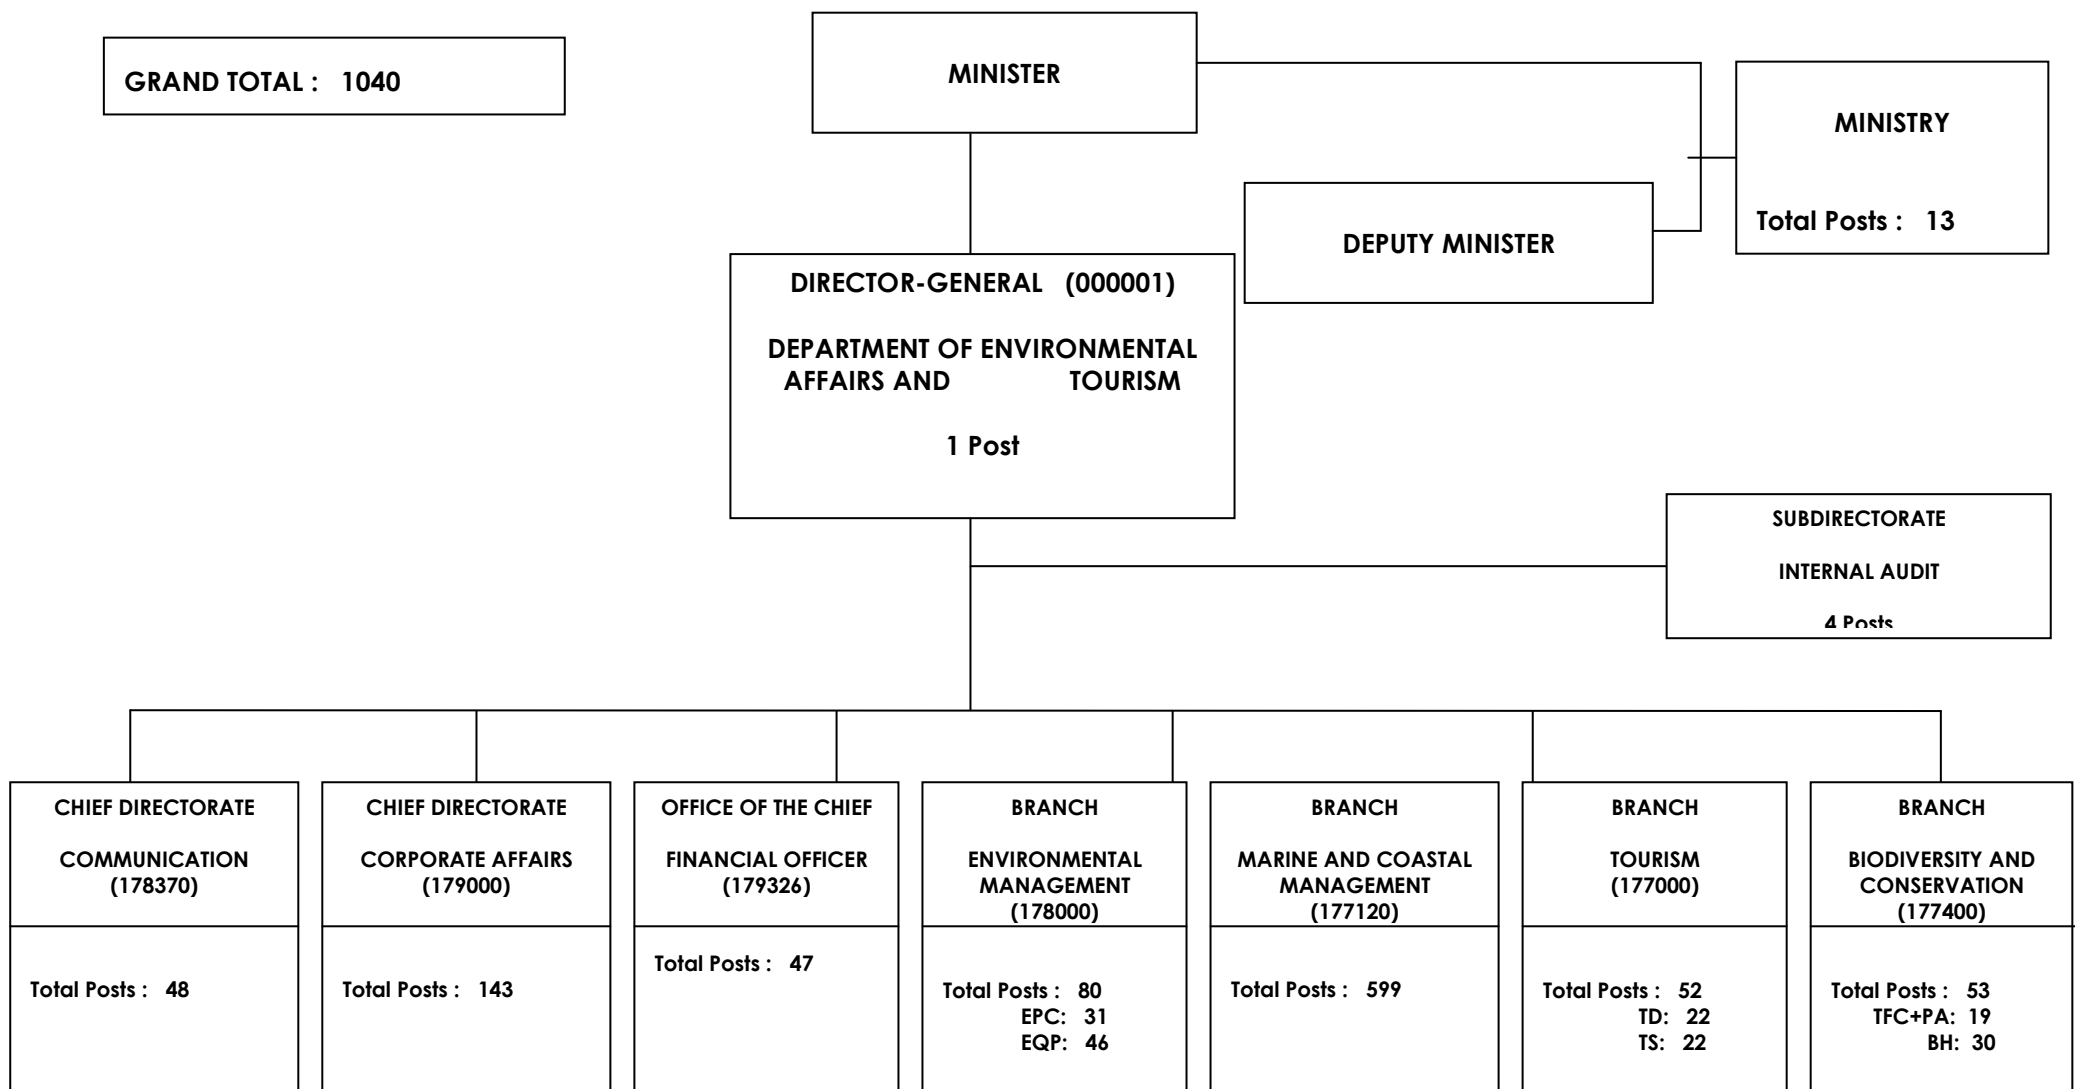 GRAND TOTAL : 1040
MINISTER
MINISTRY
Total Posts : 13
DEPUTY MINISTER
DIRECTOR-GENERAL (000001)
DEPARTMENT OF ENVIRONMENTAL
AFFAIRS AND TOURISM
1 Post
SUBDIRECTORATE
INTERNAL AUDIT
4 Posts
CHIEF DIRECTORATE
COMMUNICATION
(178370)
Total Posts : 48
CHIEF DIRECTORATE
CORPORATE AFFAIRS
(179000)
Total Posts : 143
OFFICE OF THE CHIEF
FINANCIAL OFFICER
(179326)
Total Posts : 47
BRANCH
ENVIRONMENTAL
MANAGEMENT
(178000)
Total Posts : 80
EPC: 31
EQP: 46
BRANCH
MARINE AND COASTAL
MANAGEMENT
(177120)
Total Posts : 599
BRANCH
TOURISM
(177000)
Total Posts : 52
TD: 22
TS: 22
BRANCH
BIODIVERSITY AND
CONSERVATION
(177400)
Total Posts : 53
TFC+PA: 19
BH: 30